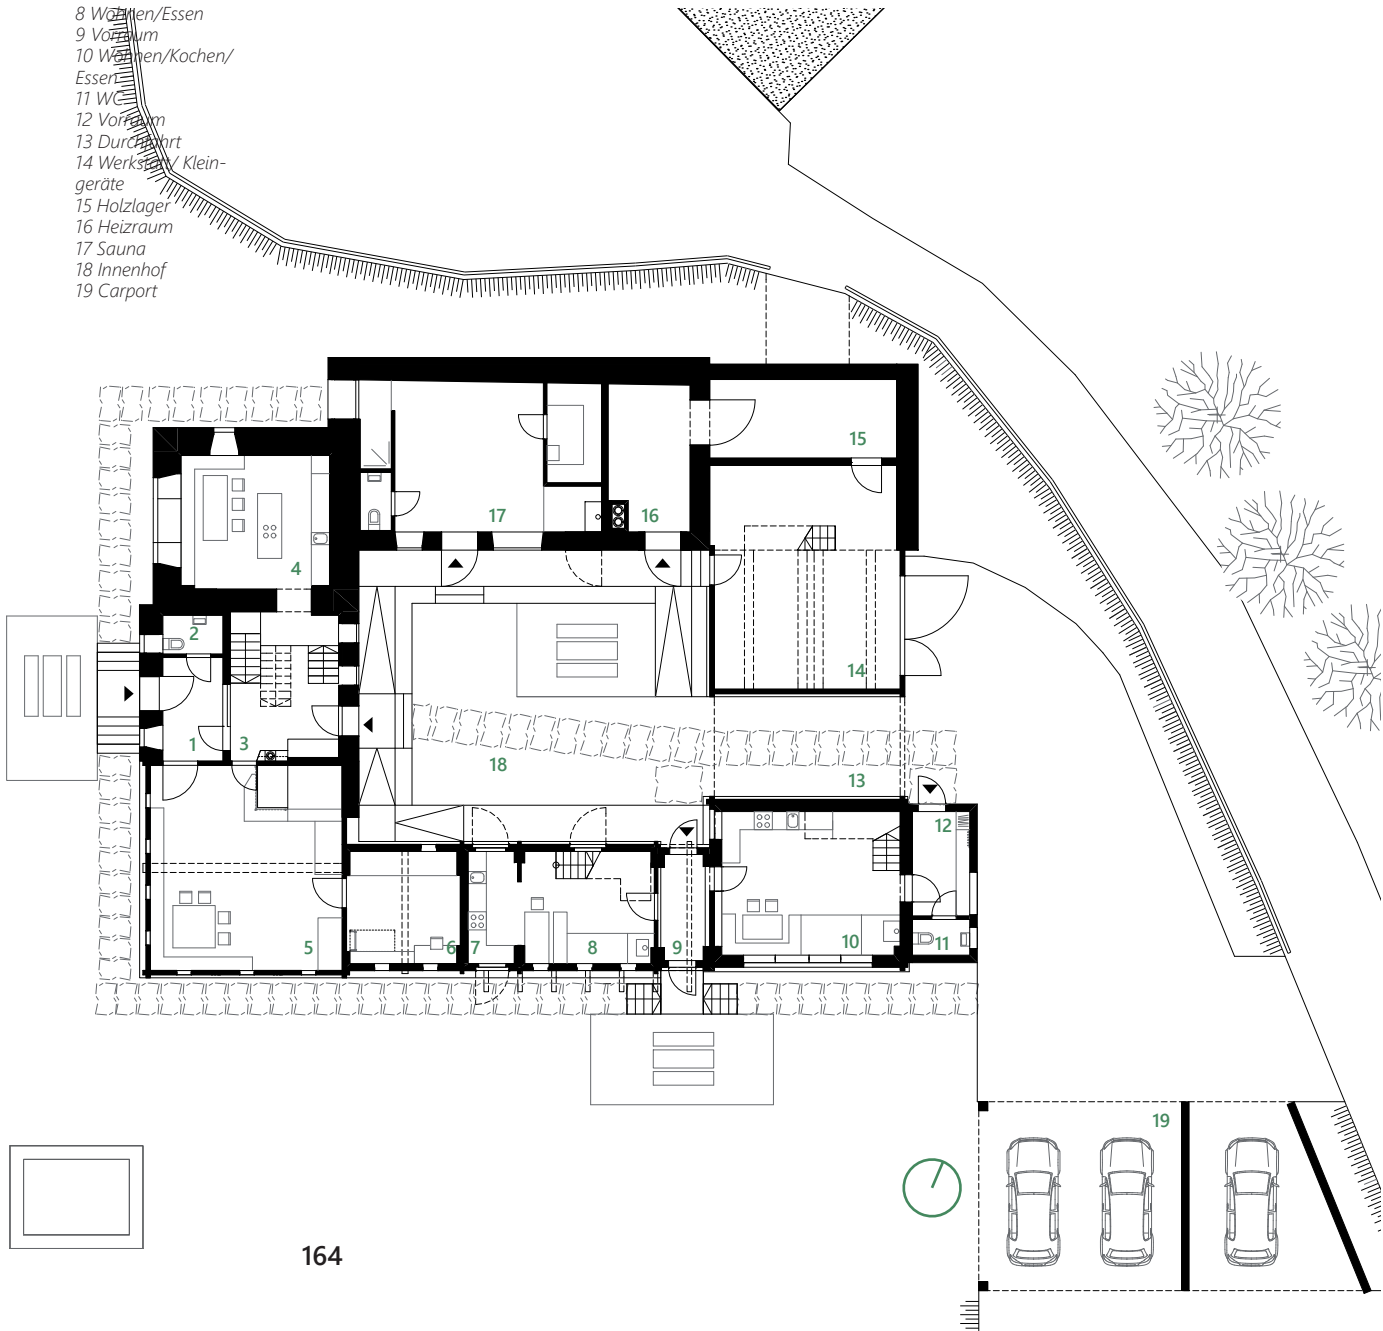 8 Wohnen/Essen
9 Vorraum
10 Wohnen/Kochen/
Essen
11 WC
12 Vorraum
13 Durchfahrt
14 Werkstatt/ Klein-
geräte
15 Holzlager
16 Heizraum
17 Sauna
18 Innenhof
19 Carport
15
17
16
4
2
14
1
3
18
13
12
5
6
7
8
9
10
11
19
164